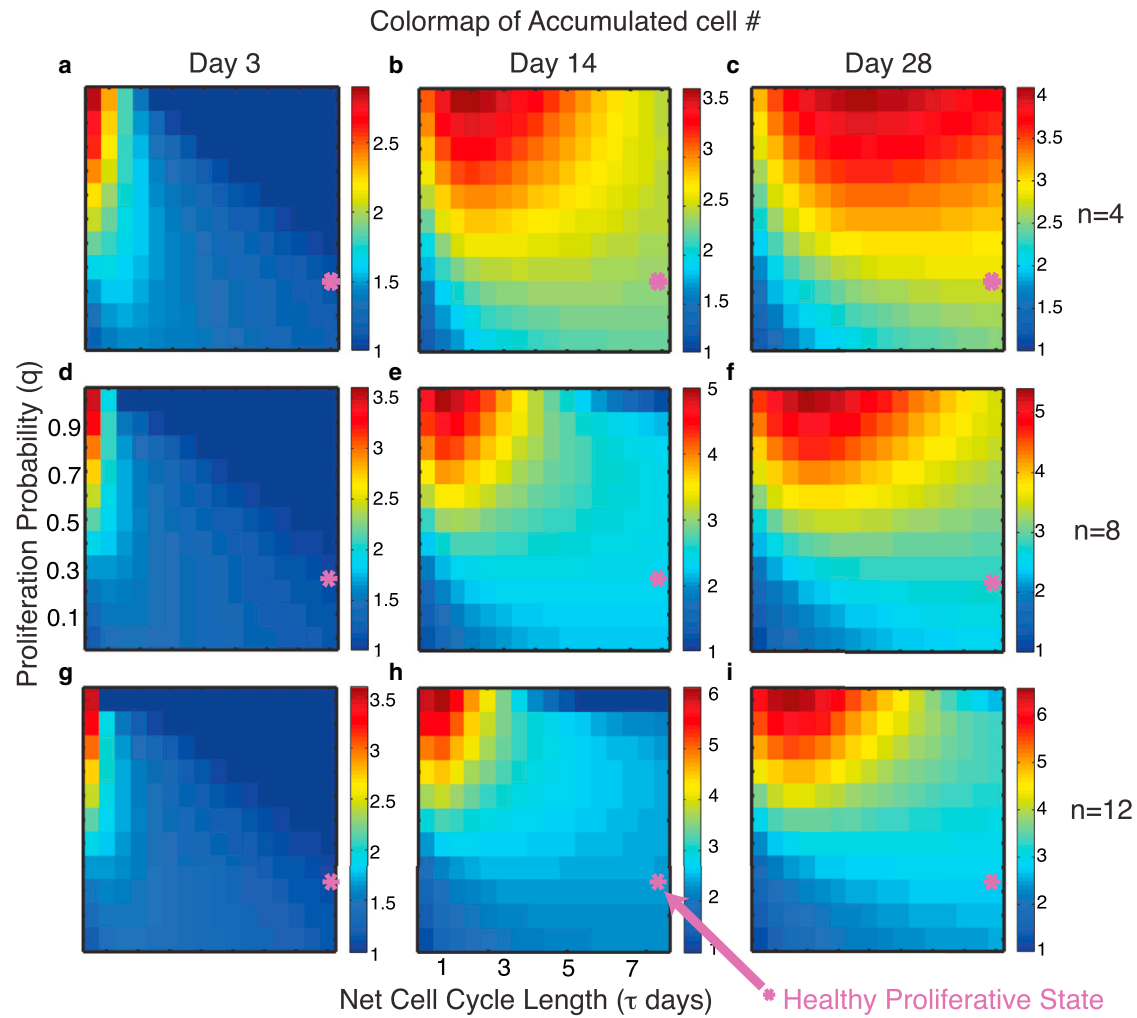 Colormap of Accumulated cell #
Day 3
Day 14
Day 28
a
2.5
2
1.5
1
b
3.5
3
2.5
2
1.5
1
c
4
3.5
3
2.5
2
1.5
1
n=4
Proliferation Probability (q)
d
0.9
0.7
0.5
0.3
0.1
3.5
3
2.5
2
1.5
1
e
5
4
3
2
1
f
5
4
3
2
1
n=8
g
3.5
3
2.5
2
1.5
1
h
6
5
4
3
2
1
i
6
5
4
3
2
1
n=12
1 3 5 7
Net Cell Cycle Length (τ days)
Healthy Proliferative State